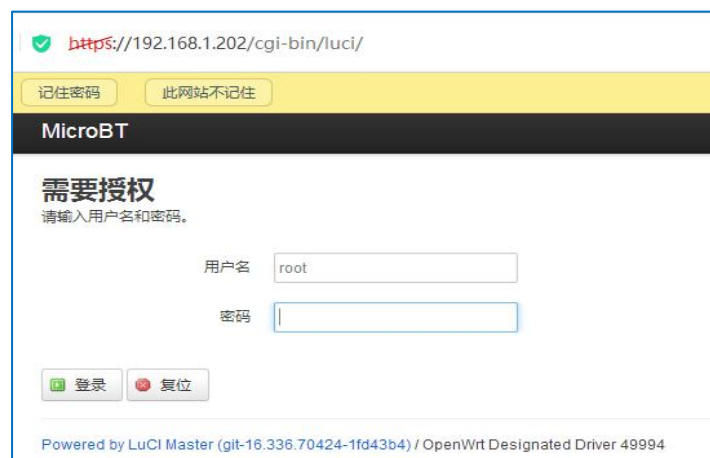 https://192.168.1.202/cgi-bin/luci/
记住密码 此网站不记住
MicroBT
需要授权
请输入用户名和密码。
用户名 root
密码
登录 复位
Powered by LuCI Master (git-16.336.70424-1fd43b4) / OpenWrt Designated Driver 49994